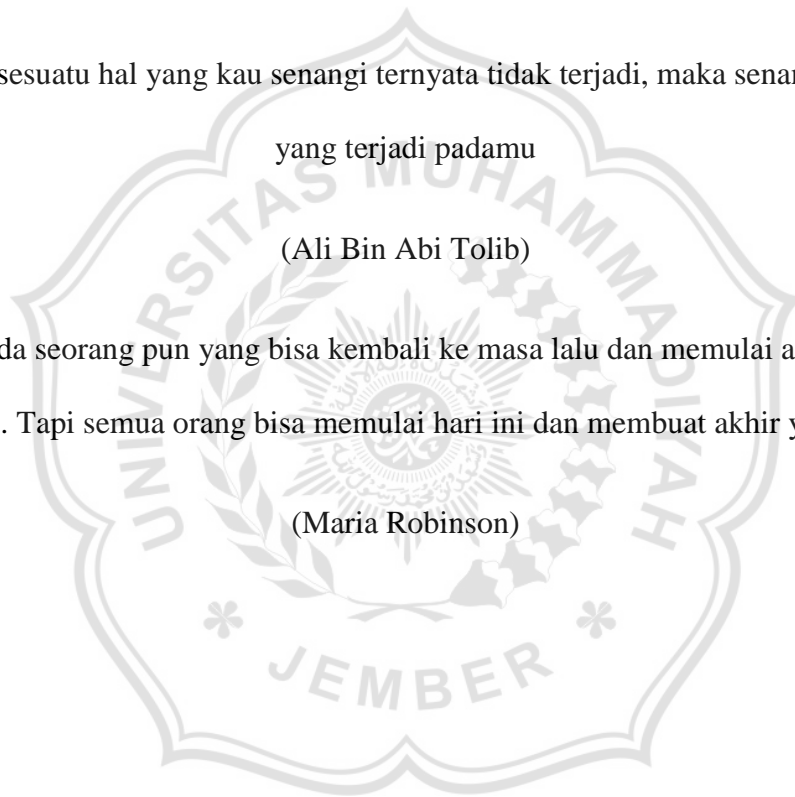 sesuatu hal yang kau senangi ternyata tidak terjadi, maka
yang terjadi padamu
(Ali Bin Abi Tolib)
seorang pun yang bisa kembali ke masa lalu dan memulai
. Tapi semua orang bisa memulai hari ini dan membuat akhir
(Maria Robinson)
UNIVERSITAS MUHAMMADIYAH
JEMBER